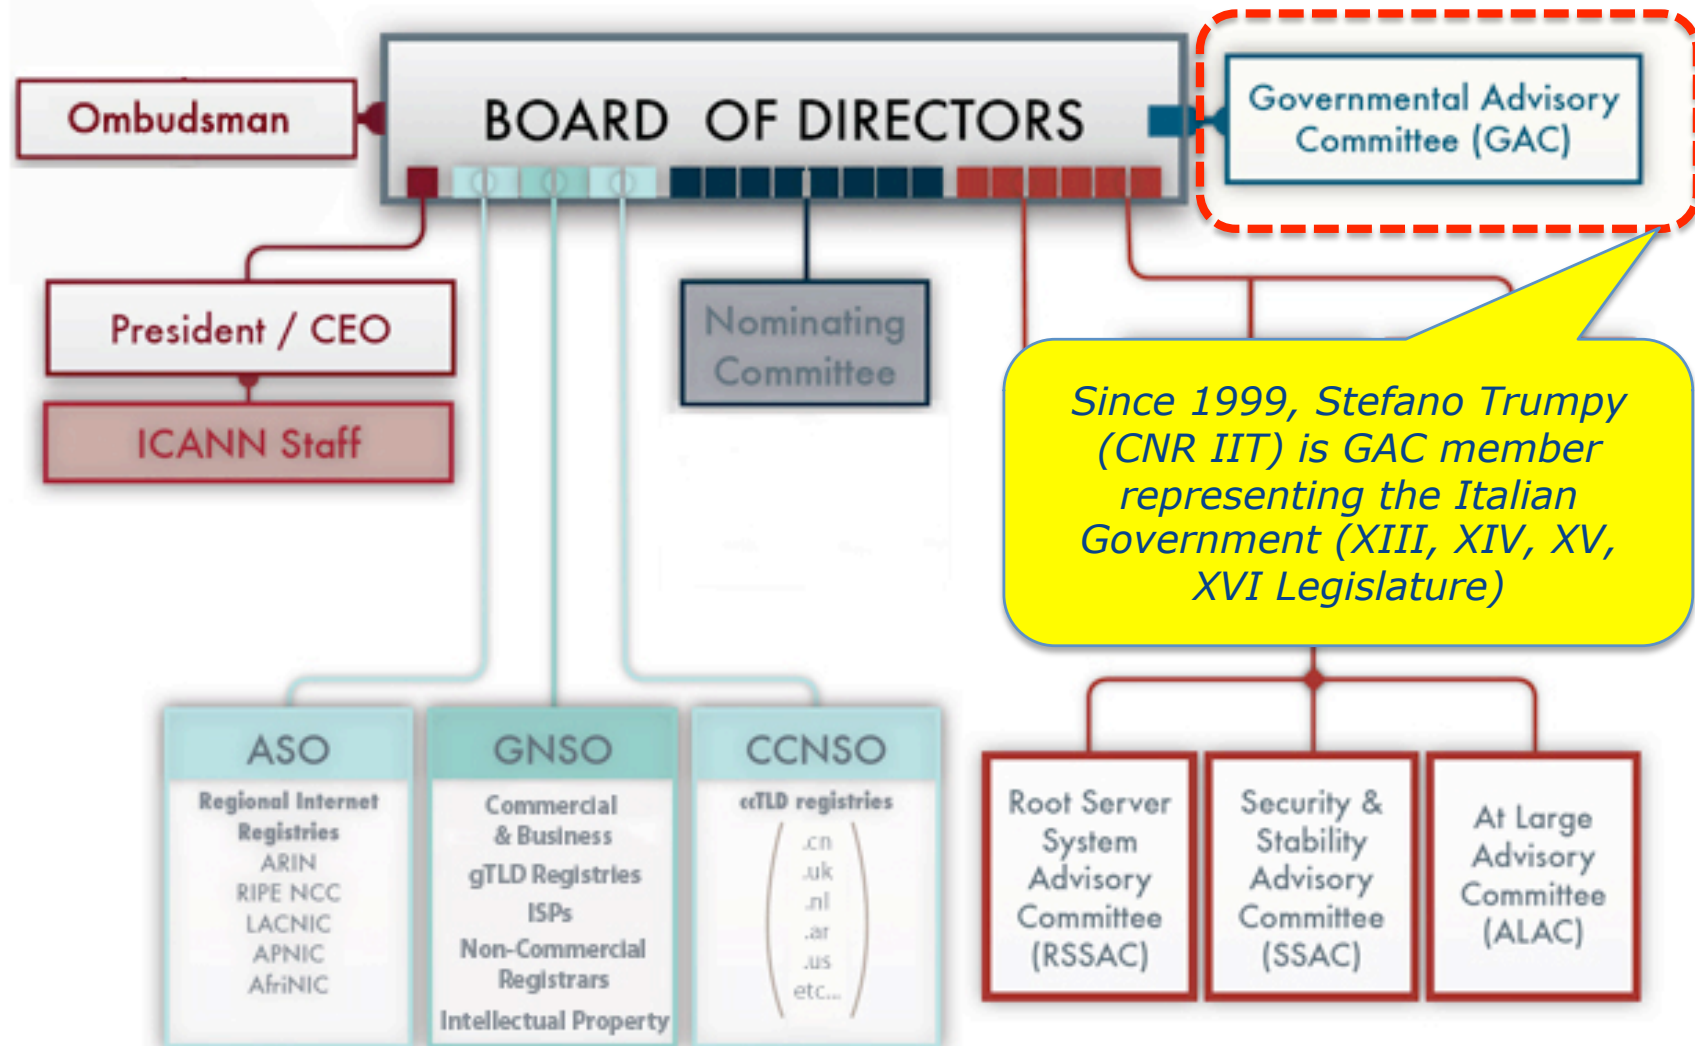 Ombudsman
BOARD OF DIRECTORS
Governmental Advisory
Committee (GAC)
President / CEO
ICANN Staff
Nominating
Committee
Since 1999, Stefano Trumpy
(CNR IIT) is GAC member
representing the Italian
Government (XIII, XIV, XV,
XVI Legislature)
ASO
Regional Internet
Registries
ARIN
RIPE NCC
LACNIC
APNIC
AfriNIC
GNSO
Commercial
& Business
gTLD Registries
ISPs
Non-Commercial
Registrars
Intellectual Property
CCNSO
ccTLD registries
.cn
.uk
.nl
.ar
.us
etc...
Root Server
System
Advisory
Committee
(RSSAC)
Security &
Stability
Advisory
Committee
(SSAC)
At Large
Advisory
Committee
(ALAC)